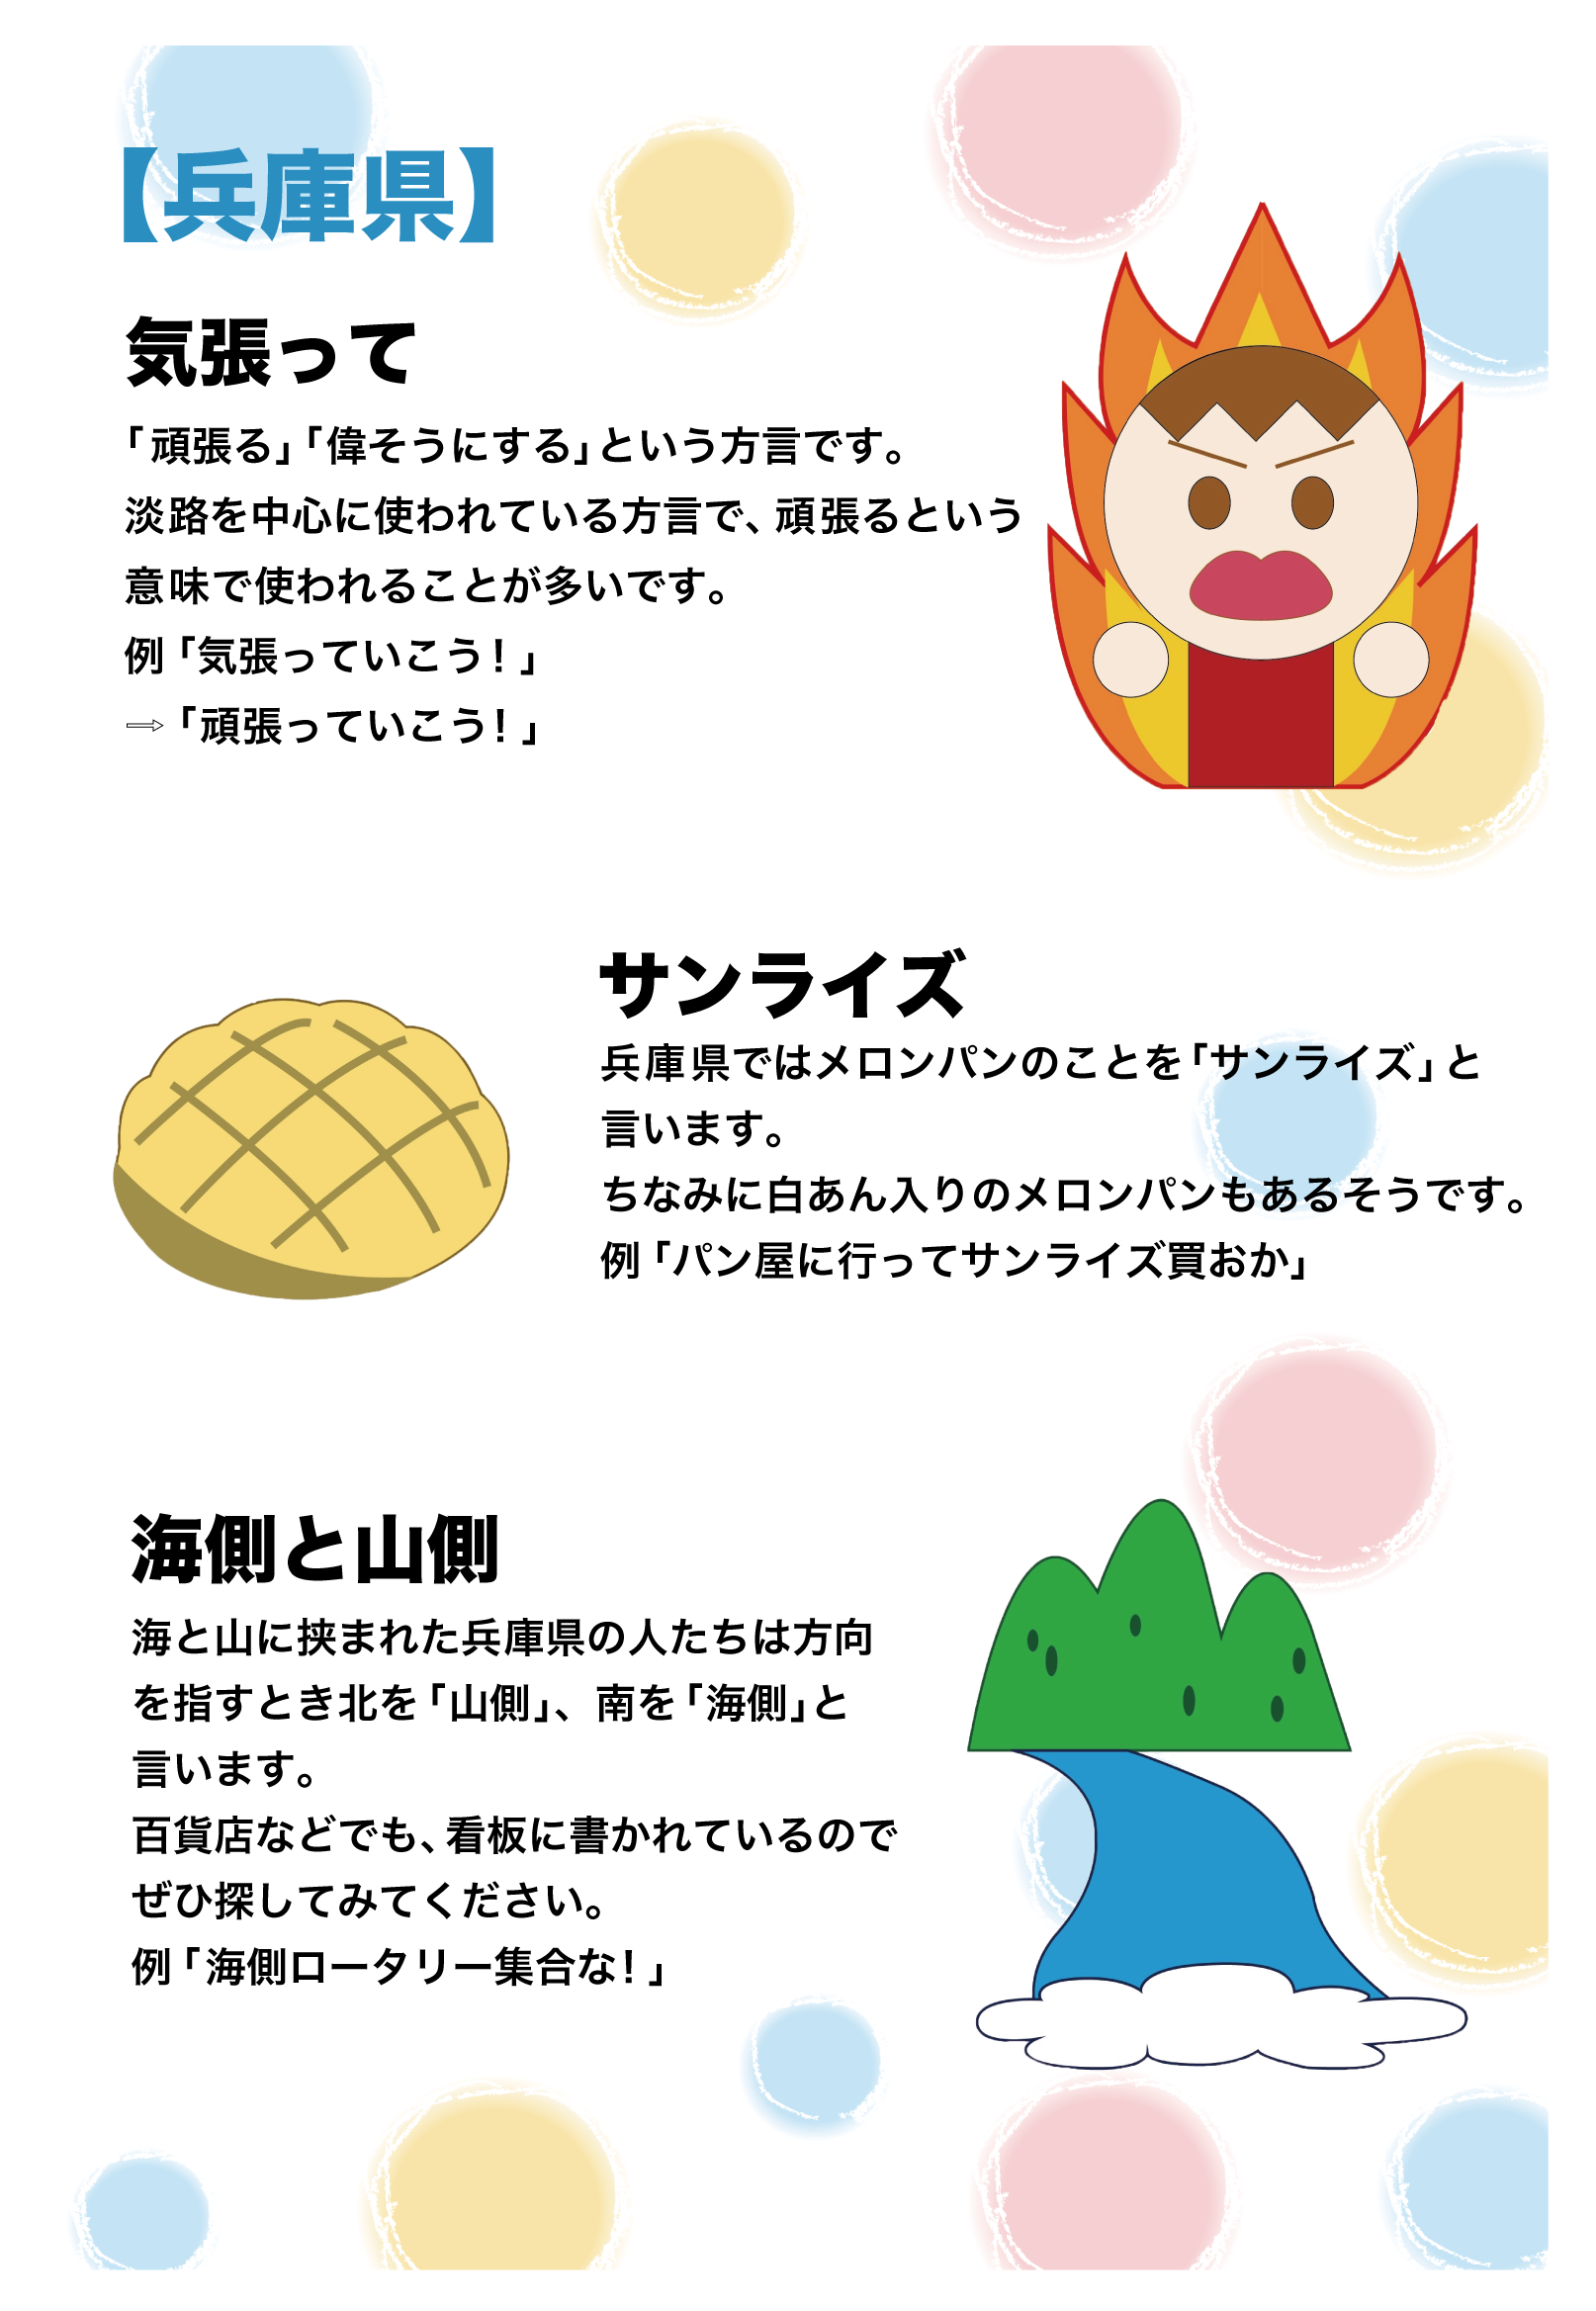 【兵庫県】
気張って
「頑張る」「偉そうにする」という方言です。
淡路を中心に使われている方言で、頑張るという
意味で使われることが多いです。
例「気張っていこう！」
⇨「頑張っていこう！」
サンライズ
兵庫県ではメロンパンのことを「サンライズ」と
言います。
ちなみに白あん入りのメロンパンもあるそうです。
例「パン屋に行ってサンライズ買おか」
海側と山側
海と山に挟まれた兵庫県の人たちは方向
を指すとき北を「山側」、南を「海側」と
言います。
百貨店などでも、看板に書かれているので
ぜひ探してみてください。
例「海側ロータリー集合な！」